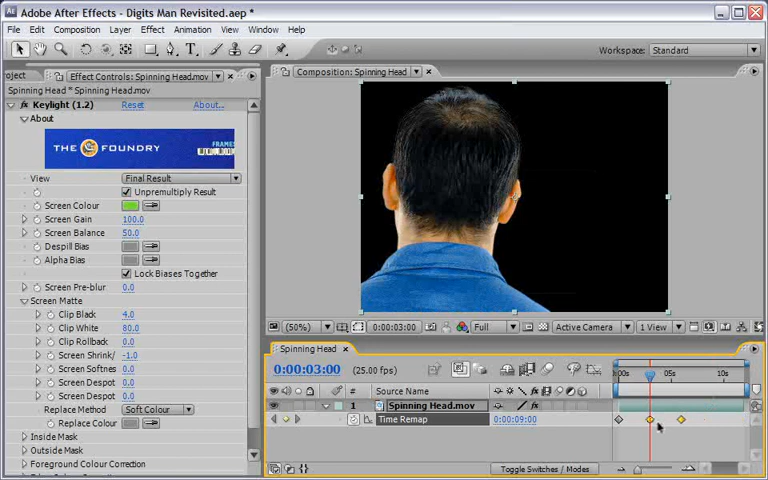 Adobe After Effects - Digits Man Revisited.aep *
File Edit Composition Layer Effect Animation View Window Help
Workspace: Standard
oject Effect Controls: Spinning Head.mov
Composition: Spinning Head
Spinning Head * Spinning Head.mov
Keylight (1.2) Reset About...
About
THE FOUNDRY
View Final Result
Unpremultiply Result
Screen Colour
Screen Gain 100.0
Screen Balance 50.0
Despill Bias
Alpha Bias
Lock Biases Together
Screen Pre-blur 0.0
Screen Matte
Clip Black 4.0
Clip White 80.0
Clip Rollback 0.0
Screen Shrink/ -1.0
Screen Softnes 0.0
Screen Despot 0.0
Screen Despot 0.0
Replace Method Soft Colour
Replace Colour
Inside Mask
Outside Mask
Foreground Colour Correction
(50%) 0:00:03:00 Full Active Camera 1 View
Spinning Head
0:00:03:00 (25.00 fps)
05s 10s
# Source Name
1 Spinning Head.mov
Time Remap 0:00:09:00
Toggle Switches / Modes